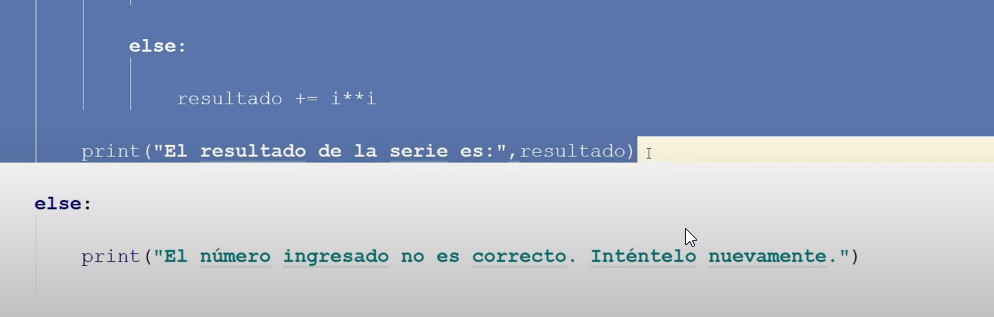 else:
resultado += i**i
print("El resultado de la serie es:",resultado)
else:
print("El número ingresado no es correcto. Inténtelo nuevamente.")